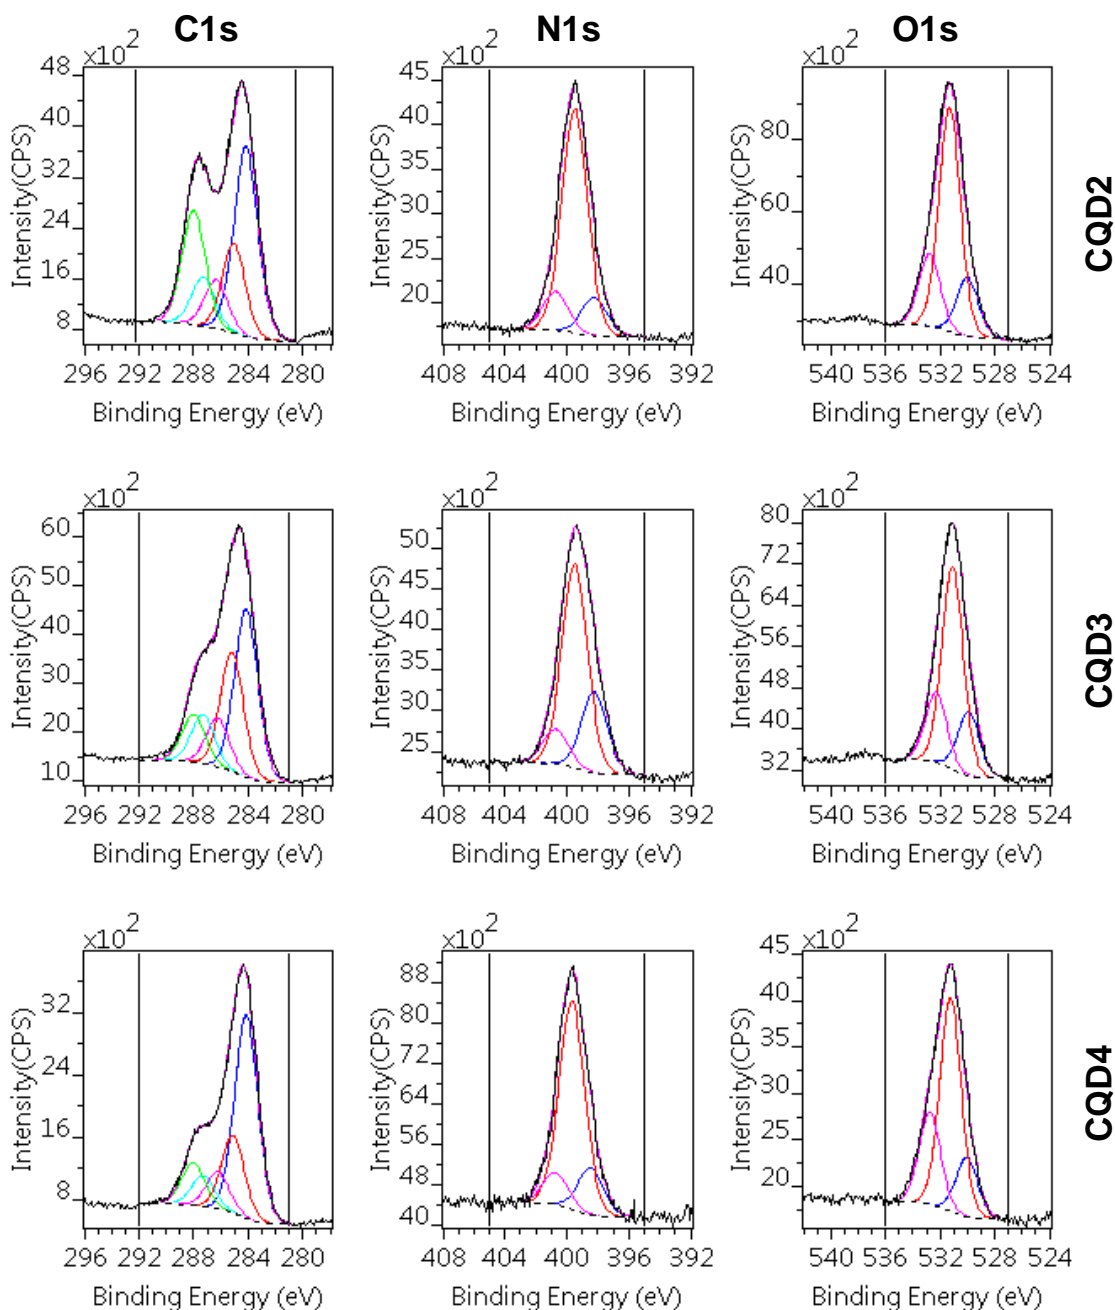 C1s N1s O1s
x10² x10² x10²
Intensity(CPS) 48 40 32 24 16 8
296 292 288 284 280
Binding Energy (eV)
Intensity(CPS) 45 40 35 30 25 20
408 404 400 396 392
Binding Energy (eV)
Intensity(CPS) 80 60 40
540 536 532 528 524
Binding Energy (eV)
CQD2
x10² x10² x10²
Intensity(CPS) 60 50 40 30 20 10
296 292 288 284 280
Binding Energy (eV)
Intensity(CPS) 50 45 40 35 30 25
408 404 400 396 392
Binding Energy (eV)
Intensity(CPS) 80 72 64 56 48 40 32
540 536 532 528 524
Binding Energy (eV)
CQD3
x10² x10² x10²
Intensity(CPS) 32 24 16 8
296 292 288 284 280
Binding Energy (eV)
Intensity(CPS) 88 80 72 64 56 48 40
408 404 400 396 392
Binding Energy (eV)
Intensity(CPS) 45 40 35 30 25 20
540 536 532 528 524
Binding Energy (eV)
CQD4